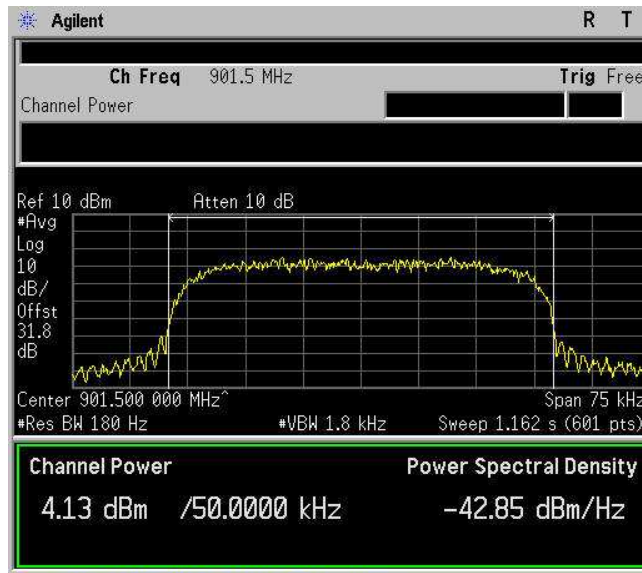 Agilent R T
Ch Freq 901.5 MHz Trig Free
Channel Power
Ref 10 dBm Atten 10 dB
#Avg
Log
10
dB/
Offst
31.8
dB
Center 901.500 000 MHz^ Span 75 kHz
#Res BW 180 Hz #VBW 1.8 kHz Sweep 1.162 s (601 pts)
Channel Power Power Spectral Density
4.13 dBm /50.0000 kHz -42.85 dBm/Hz